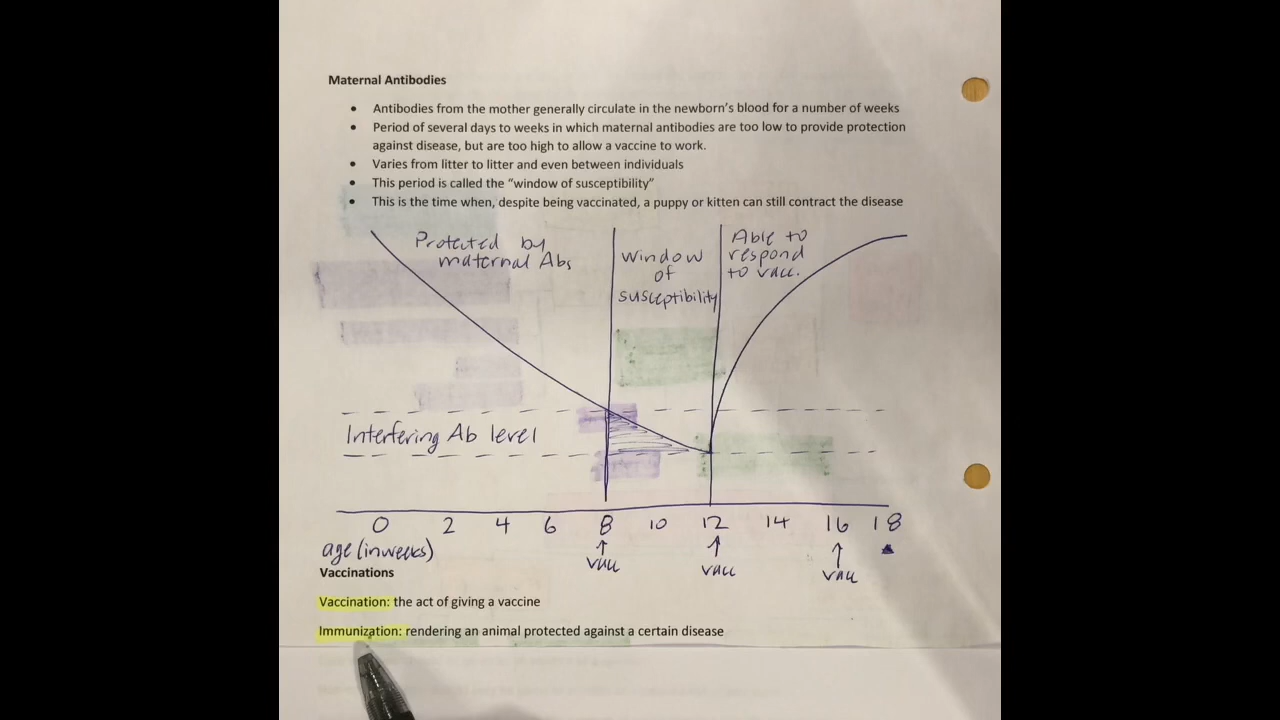 Maternal Antibodies
• Antibodies from the mother generally circulate in the newborn's blood for a number of weeks
• Period of several days to weeks in which maternal antibodies are too low to provide protection
against disease, but are too high to allow a vaccine to work.
• Varies from litter to litter and even between individuals
• This period is called the "window of susceptibility"
• This is the time when, despite being vaccinated, a puppy or kitten can still contract the disease
Protected by
maternal Abs
Window
of
susceptibility
Able to
respond
to vacc.
Interfering Ab level
0 2 4 6 8 10 12 14 16 18
age (in weeks)
vacc vacc vacc
Vaccinations
Vaccination: the act of giving a vaccine
Immunization: rendering an animal protected against a certain disease